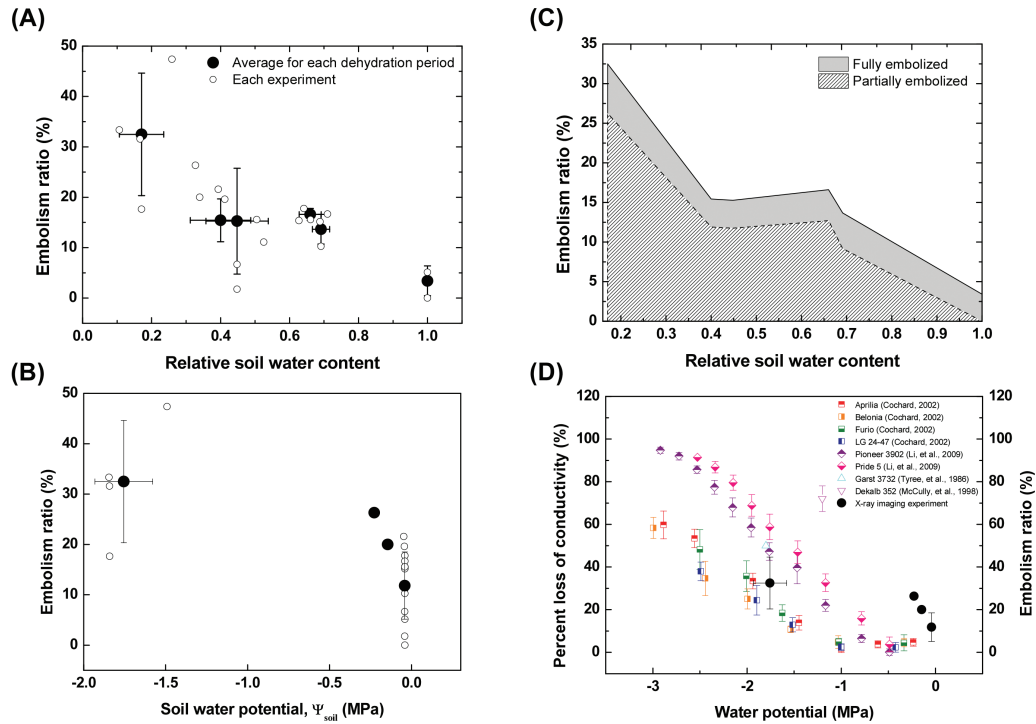 (A)
50
40
30
20
10
0
Embolism ratio (%)
Average for each dehydration period
Each experiment
0.0 0.2 0.4 0.6 0.8 1.0
Relative soil water content
(B)
50
40
30
20
10
0
Embolism ratio (%)
-2.0 -1.5 -1.0 -0.5 0.0
Soil water potential, Ψsoil (MPa)
(C)
35
30
25
20
15
10
5
0
Embolism ratio (%)
Fully embolized
Partially embolized
0.2 0.3 0.4 0.5 0.6 0.7 0.8 0.9 1.0
Relative soil water content
(D)
120
100
80
60
40
20
0
Percent loss of conductivity (%)
Aprilia (Cochard, 2002)
Belonia (Cochard, 2002)
Furio (Cochard, 2002)
LG 24-47 (Cochard, 2002)
Pioneer 3902 (Li, et al., 2009)
Pride 5 (Li, et al., 2009)
Garst 3732 (Tyree, et al., 1986)
Dekalb 352 (McCully, et al., 1998)
X-ray imaging experiment
120
100
80
60
40
20
0
Embolism ratio (%)
-3 -2 -1 0
Water potential (MPa)